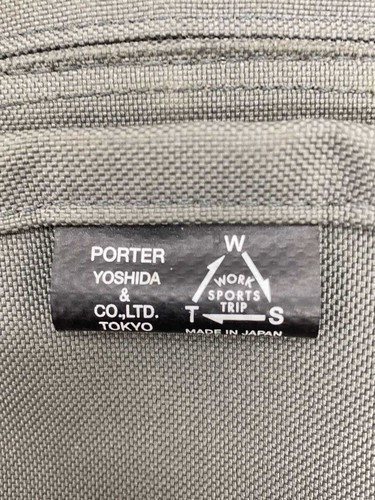 PORTER
YOSHIDA
&
CO.,LTD.
TOKYO
W
WORK
SPORTS
TRIP
T
S
MADE IN JAPAN